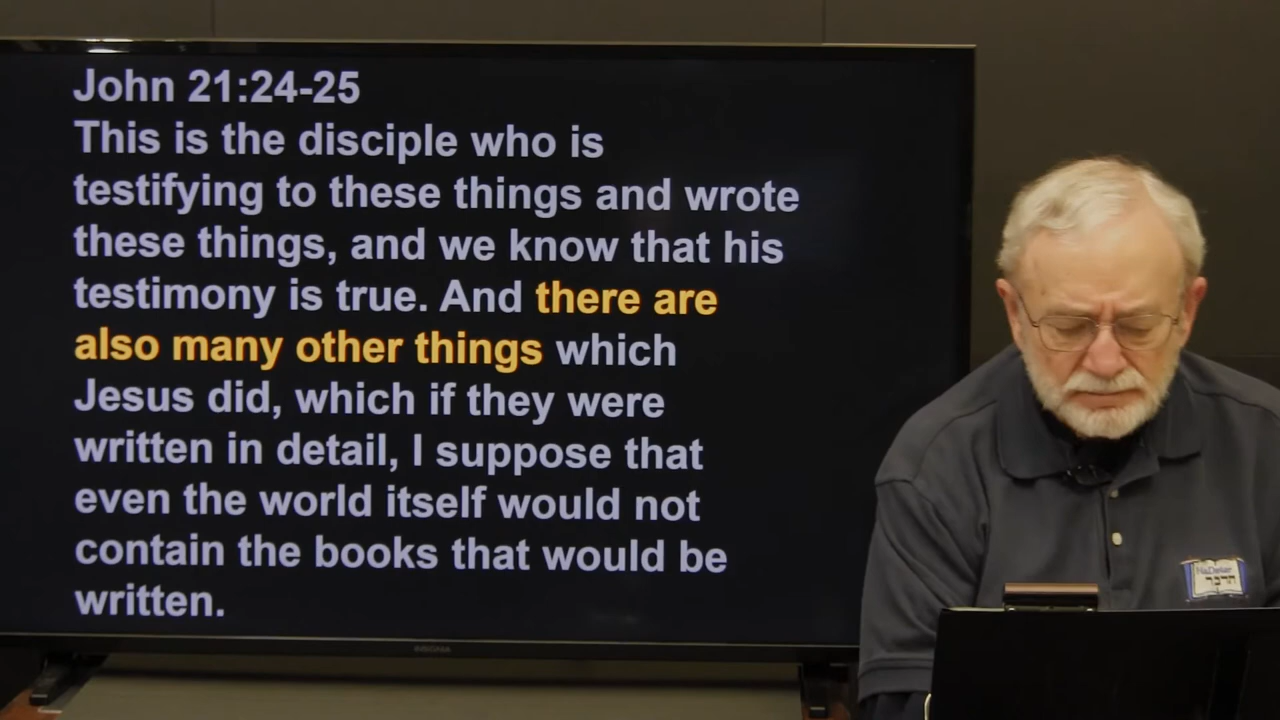 John 21:24-25
This is the disciple who is
testifying to these things and wrote
these things, and we know that his
testimony is true. And there are
also many other things which
Jesus did, which if they were
written in detail, I suppose that
even the world itself would not
contain the books that would be
written.
INSIGNIA
HaDavar
הדבר